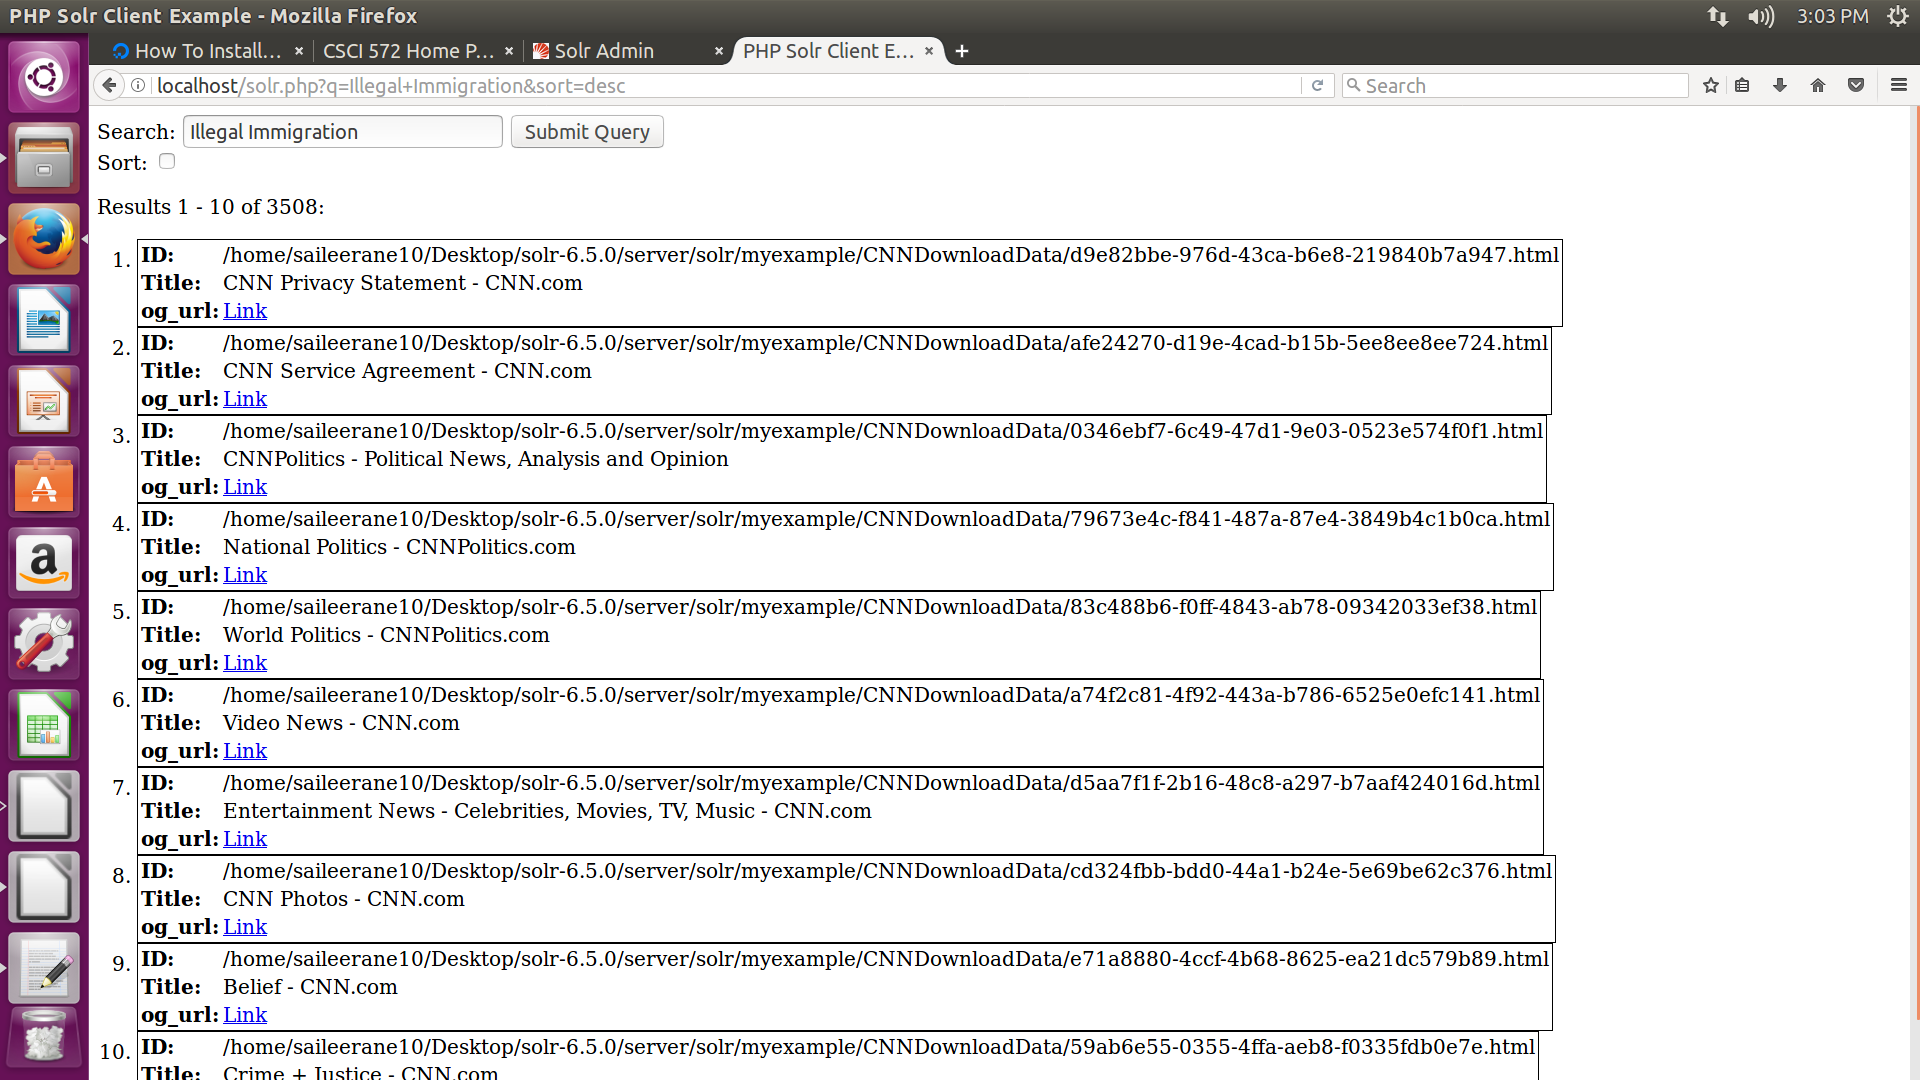 PHP Solr Client Example - Mozilla Firefox
3:03 PM
How To Install...
CSCI 572 Home P...
Solr Admin
PHP Solr Client E...
localhost/solr.php?q=Illegal+Immigration&sort=desc
Search
Search: Illegal Immigration Submit Query
Sort:
Results 1 - 10 of 3508:
1. ID: /home/saileerane10/Desktop/solr-6.5.0/server/solr/myexample/CNNDownloadData/d9e82bbe-976d-43ca-b6e8-219840b7a947.html
Title: CNN Privacy Statement - CNN.com
og_url: Link
2. ID: /home/saileerane10/Desktop/solr-6.5.0/server/solr/myexample/CNNDownloadData/afe24270-d19e-4cad-b15b-5ee8ee8ee724.html
Title: CNN Service Agreement - CNN.com
og_url: Link
3. ID: /home/saileerane10/Desktop/solr-6.5.0/server/solr/myexample/CNNDownloadData/0346ebf7-6c49-47d1-9e03-0523e574f0f1.html
Title: CNNPolitics - Political News, Analysis and Opinion
og_url: Link
4. ID: /home/saileerane10/Desktop/solr-6.5.0/server/solr/myexample/CNNDownloadData/79673e4c-f841-487a-87e4-3849b4c1b0ca.html
Title: National Politics - CNNPolitics.com
og_url: Link
5. ID: /home/saileerane10/Desktop/solr-6.5.0/server/solr/myexample/CNNDownloadData/83c488b6-f0ff-4843-ab78-09342033ef38.html
Title: World Politics - CNNPolitics.com
og_url: Link
6. ID: /home/saileerane10/Desktop/solr-6.5.0/server/solr/myexample/CNNDownloadData/a74f2c81-4f92-443a-b786-6525e0efc141.html
Title: Video News - CNN.com
og_url: Link
7. ID: /home/saileerane10/Desktop/solr-6.5.0/server/solr/myexample/CNNDownloadData/d5aa7f1f-2b16-48c8-a297-b7aaf424016d.html
Title: Entertainment News - Celebrities, Movies, TV, Music - CNN.com
og_url: Link
8. ID: /home/saileerane10/Desktop/solr-6.5.0/server/solr/myexample/CNNDownloadData/cd324fbb-bdd0-44a1-b24e-5e69be62c376.html
Title: CNN Photos - CNN.com
og_url: Link
9. ID: /home/saileerane10/Desktop/solr-6.5.0/server/solr/myexample/CNNDownloadData/e71a8880-4ccf-4b68-8625-ea21dc579b89.html
Title: Belief - CNN.com
og_url: Link
10. ID: /home/saileerane10/Desktop/solr-6.5.0/server/solr/myexample/CNNDownloadData/59ab6e55-0355-4ffa-aeb8-f0335fdb0e7e.html
Title: Crime + Justice - CNN.com